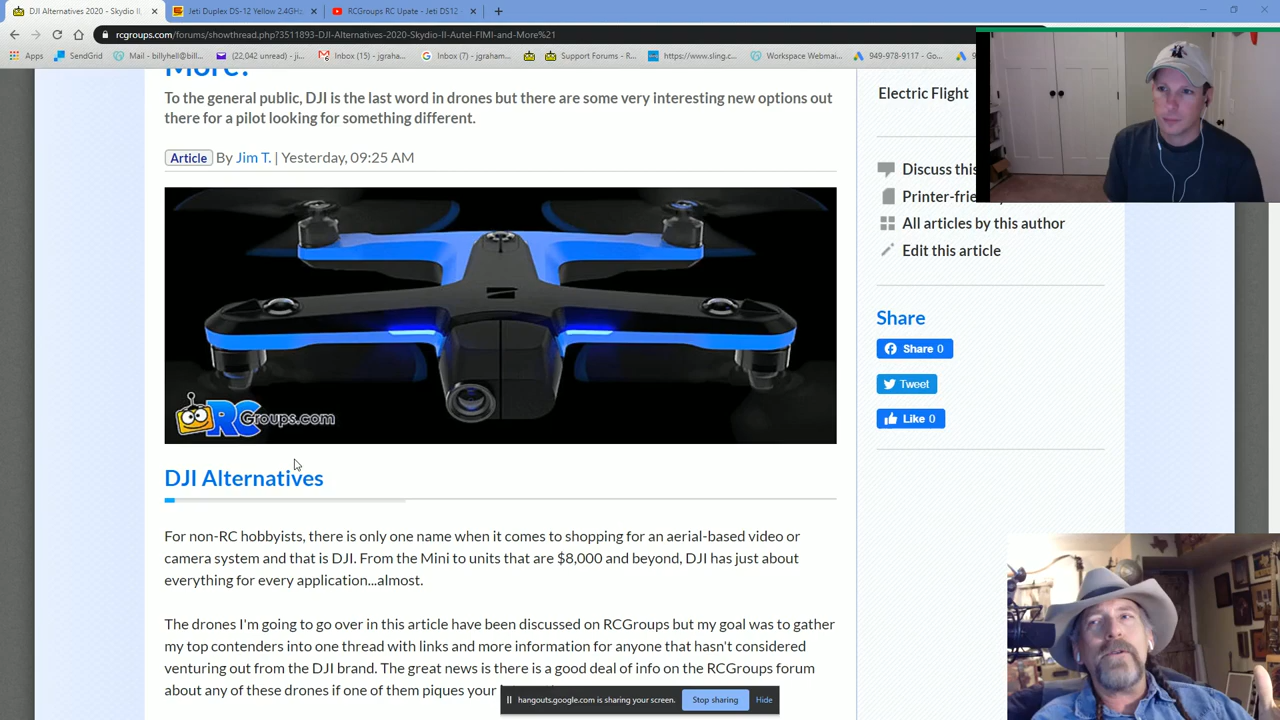 DJI Alternatives 2020 - Skydio II
Jeti Duplex DS-12 Yellow 2.4GHz
RCGroups RC Upate - Jeti DS12 -
rcgroups.com/forums/showthread.php?3511893-DJI-Alternatives-2020-Skydio-II-Autel-FIMI-and-More%21
Apps
SendGrid
Mail - billyhell@bill...
(22,042 unread) - ji...
Inbox (15) - jgraha...
Inbox (7) - jgraham...
Support Forums - R...
https://www.sling.c...
Workspace Webmai...
949-978-9117 - Go...
To the general public, DJI is the last word in drones but there are some very interesting new options out
there for a pilot looking for something different.
Article By Jim T. | Yesterday, 09:25 AM
RCGroups.com
DJI Alternatives
For non-RC hobbyists, there is only one name when it comes to shopping for an aerial-based video or
camera system and that is DJI. From the Mini to units that are $8,000 and beyond, DJI has just about
everything for every application...almost.
The drones I'm going to go over in this article have been discussed on RCGroups but my goal was to gather
my top contenders into one thread with links and more information for anyone that hasn't considered
venturing out from the DJI brand. The great news is there is a good deal of info on the RCGroups forum
about any of these drones if one of them piques your
hangouts.google.com is sharing your screen.
Stop sharing
Hide
Electric Flight
Discuss this
Printer-frie
All articles by this author
Edit this article
Share
Share 0
Tweet
Like 0